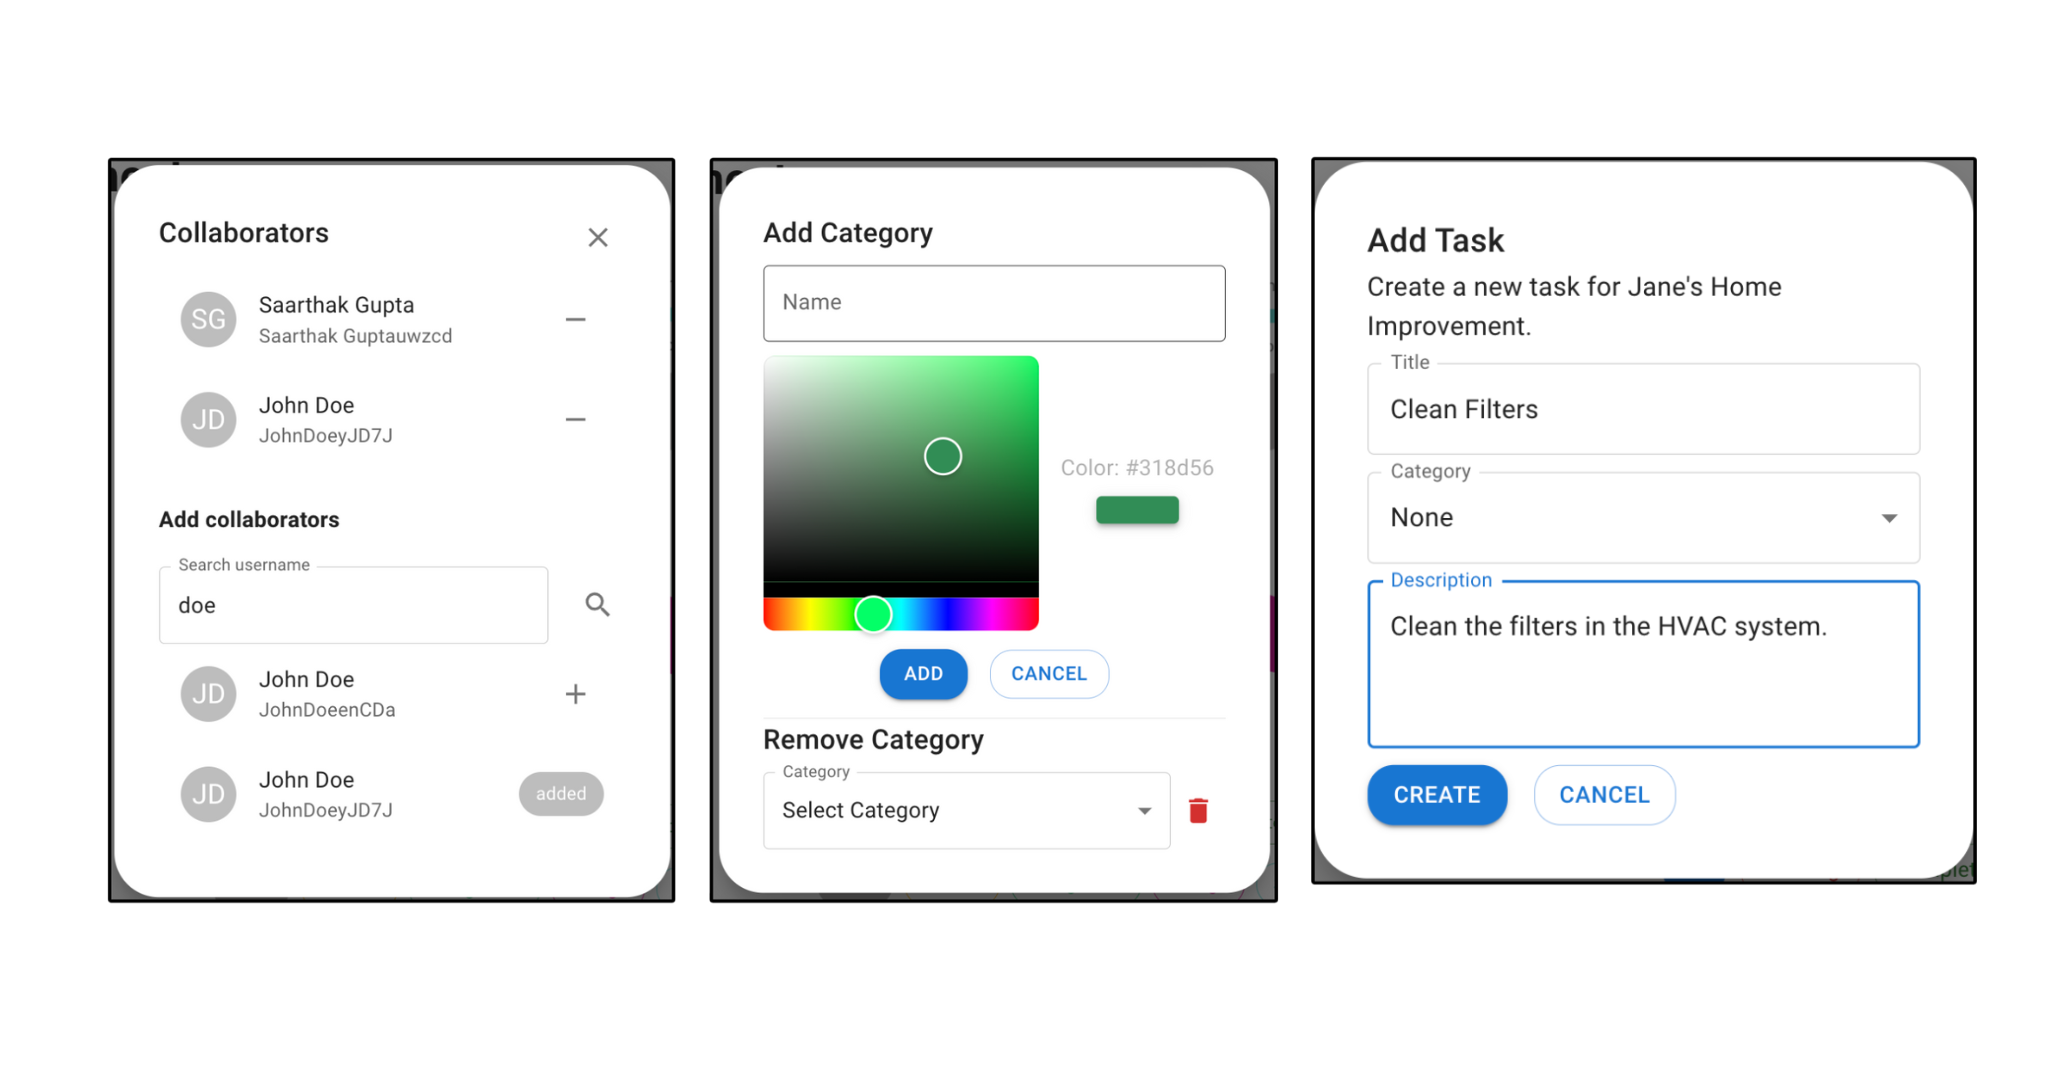 Collaborators
SG
Saarthak Gupta
Saarthak Guptauwzcd
JD
John Doe
JohnDoeyJD7J
Add collaborators
Search username
doe
JD
John Doe
JohnDoeenCDa
JD
John Doe
JohnDoeyJD7J
added
Add Category
Name
Color: #318d56
ADD
CANCEL
Remove Category
Category
Select Category
Add Task
Create a new task for Jane's Home
Improvement.
Title
Clean Filters
Category
None
Description
Clean the filters in the HVAC system.
CREATE
CANCEL